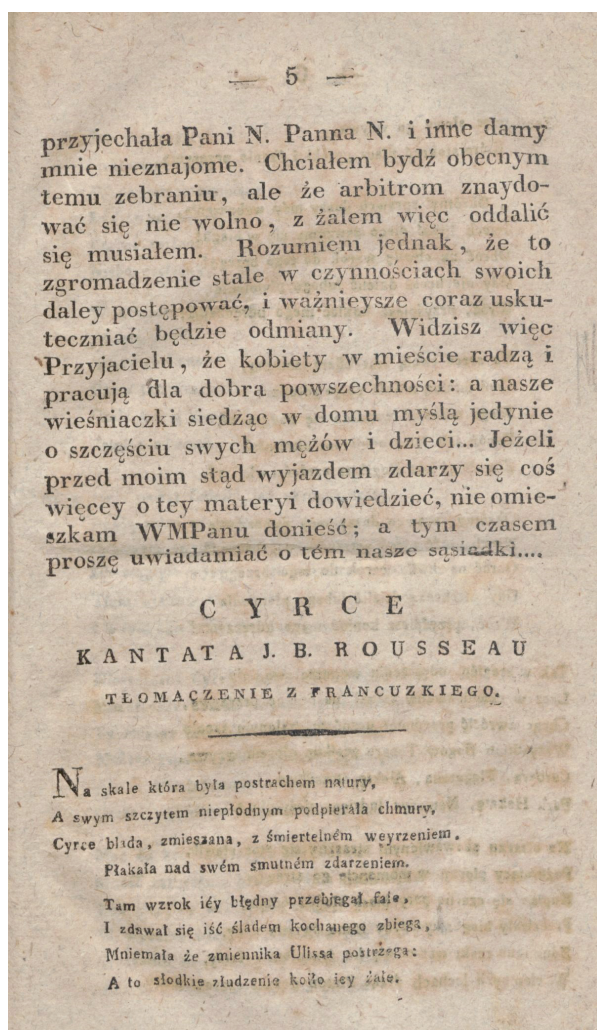 — 5 —
przyjechała Pani N. Panna N. i inne damy
mnie nieznajome. Chciałem bydź obecnym
temu zebraniu, ale że arbitrom znaydo-
wać się nie wolno, z żalem więc oddalić
się musiałem. Rozumiem jednak, że to
zgromadzenie stale w czynnościach swoich
daley postępować, i ważnieysze coraz usku-
teczniać będzie odmiany. Widzisz więc
Przyjacielu, że kobiety w mieście radzą i
pracują dla dobra powszechności: a nasze
wieśniaczki siedząc w domu myślą jedynie
o szczęściu swych mężów i dzieci... Jeżeli
przed moim stąd wyjazdem zdarzy się coś
więcey o tey materyi dowiedzieć, nie omie-
szkam WMPanu donieść; a tym czasem
proszę uwiadamiać o tém nasze sąsiadki....
CYRCE
KANTATA J. B. ROUSSEAU
TŁOMACZENIE Z FRANCUZKIEGO.
Na skale która była postrachem natury,
A swym szczytem niepłodnym podpierała chmury,
Cyrce blada, zmieszana, z śmiertelném weyrzeniem,
Płakała nad swém smutném zdarzeniem.
Tam wzrok iéy błędny przebiegał fale,
I zdawał się iść śladem kochanego zbiega,
Mniemała że zmiennika Ulissa postrzega:
A to słodkie złudzenie koiło iey żale.